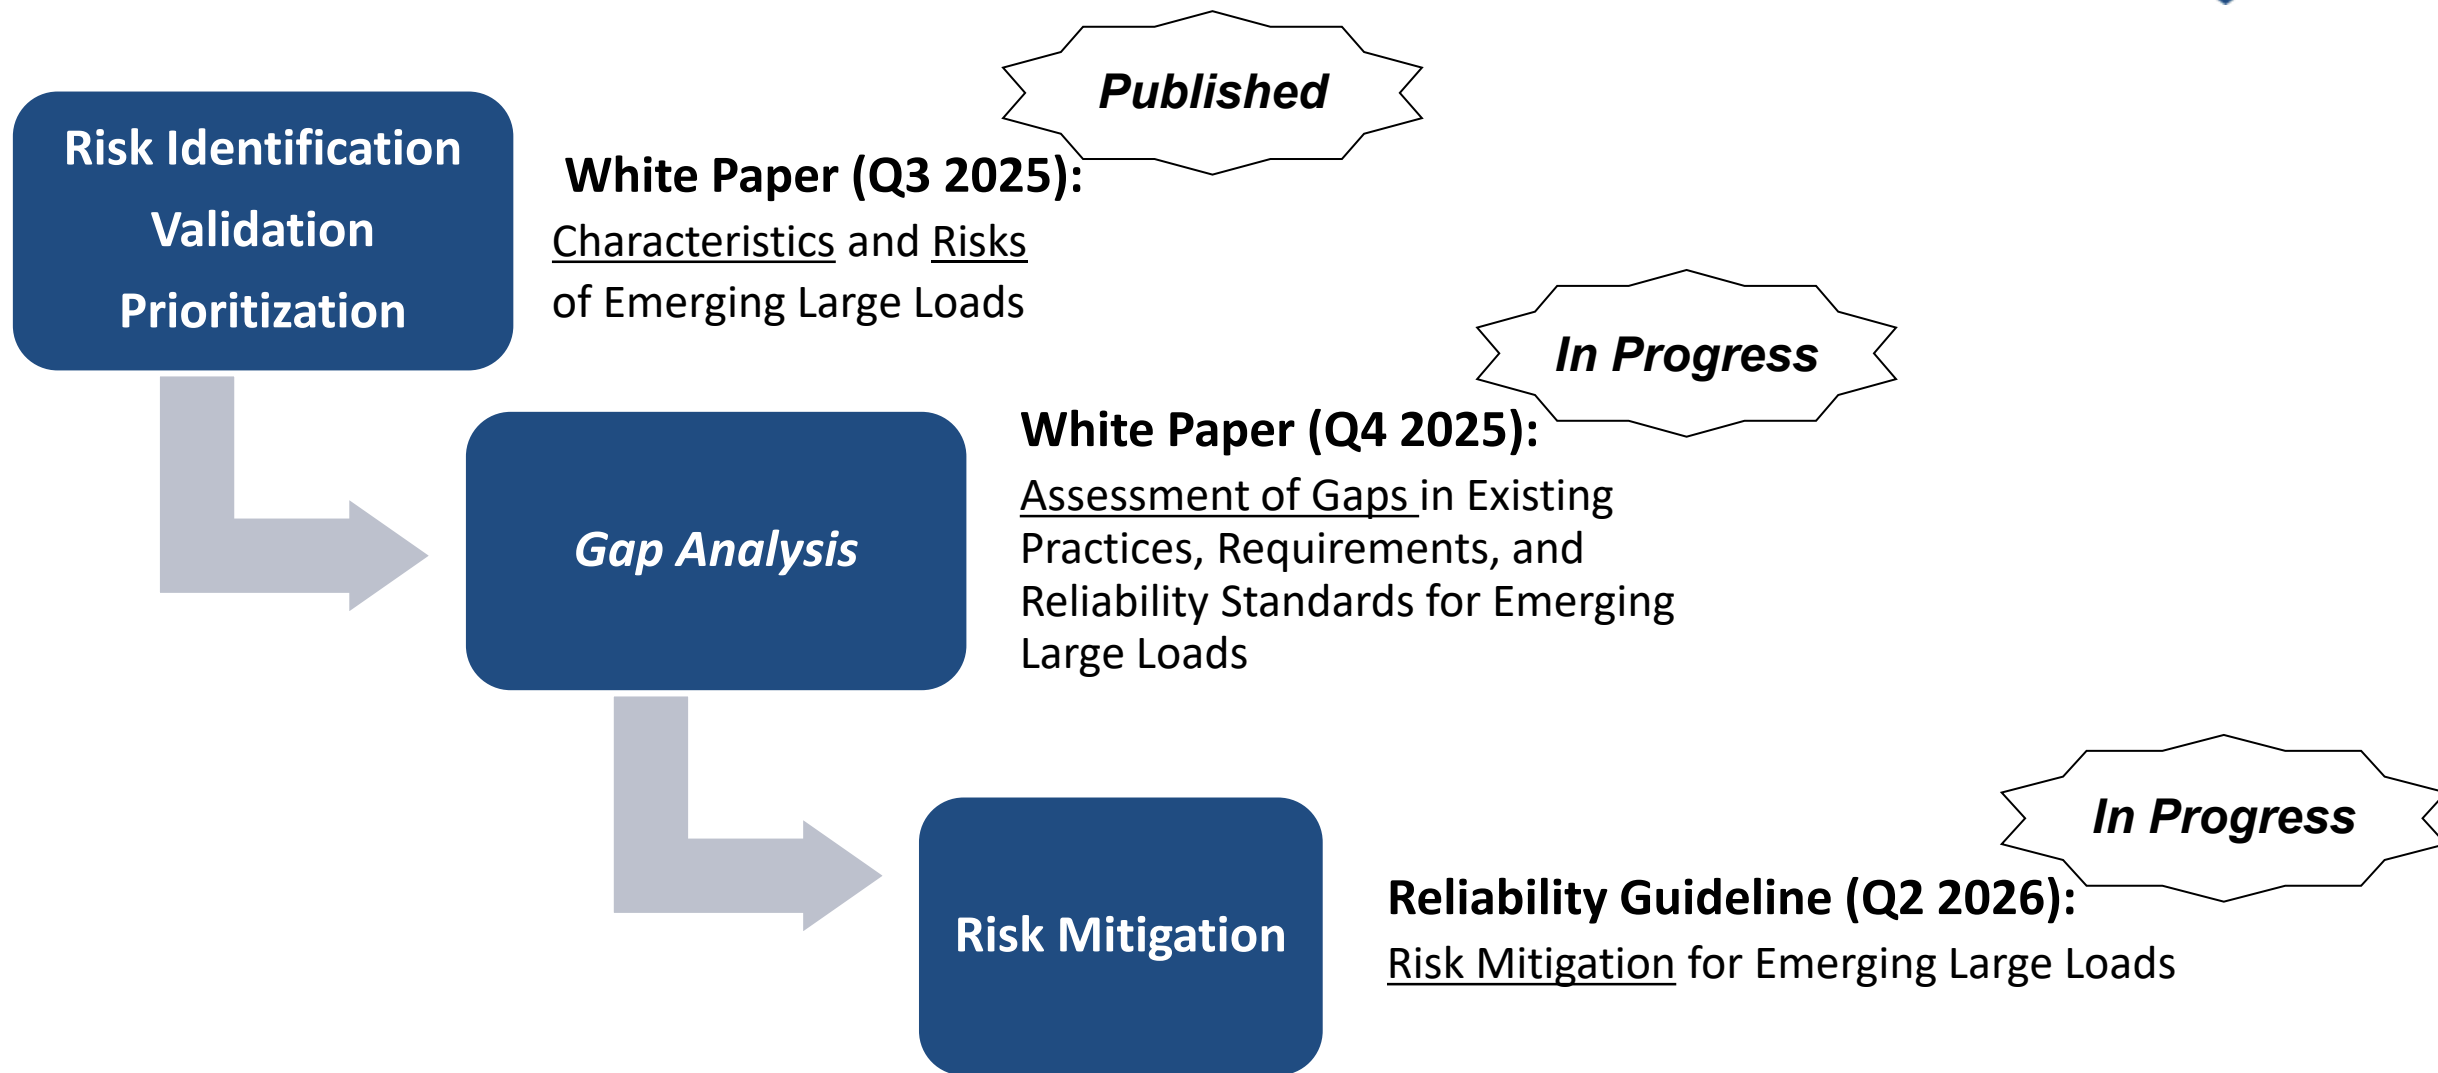 Published
Risk Identification
Validation
Prioritization
White Paper (Q3 2025):
Characteristics and Risks
of Emerging Large Loads
In Progress
Gap Analysis
White Paper (Q4 2025):
Assessment of Gaps in Existing
Practices, Requirements, and
Reliability Standards for Emerging
Large Loads
In Progress
Risk Mitigation
Reliability Guideline (Q2 2026):
Risk Mitigation for Emerging Large Loads